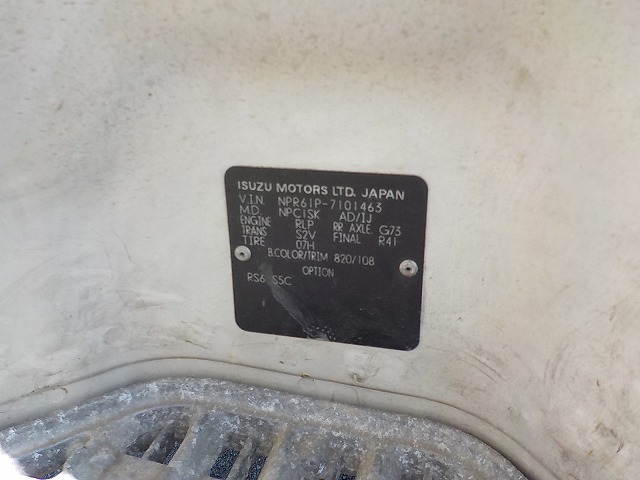 ISUZU MOTORS LTD. JAPAN
V.I.N. NPR61P-7101463
M.D. NPC1SK AD/IJ
ENGINE RLP RR AXLE G73
TRANS S2V FINAL R41
TIRE 07H
B.COLOR/TRIM 820/108
OPTION
RS6 S5C